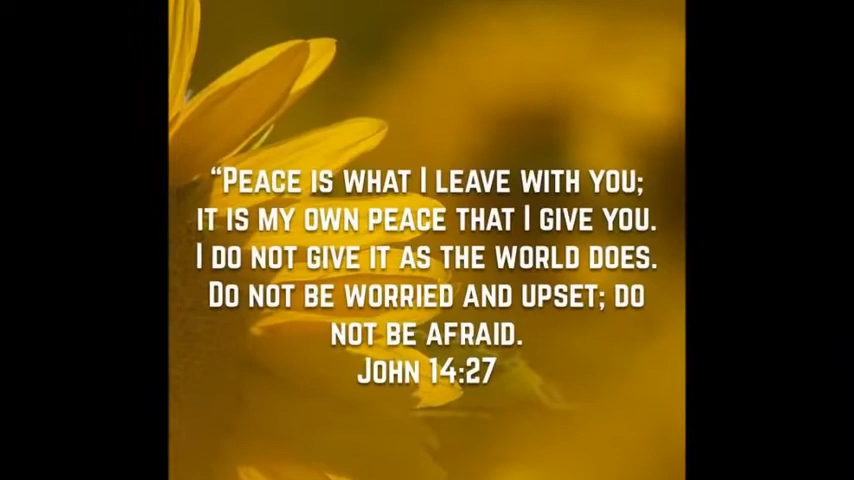 “Peace is what I leave with you;
it is my own peace that I give you.
I do not give it as the world does.
Do not be worried and upset; do
not be afraid.
John 14:27